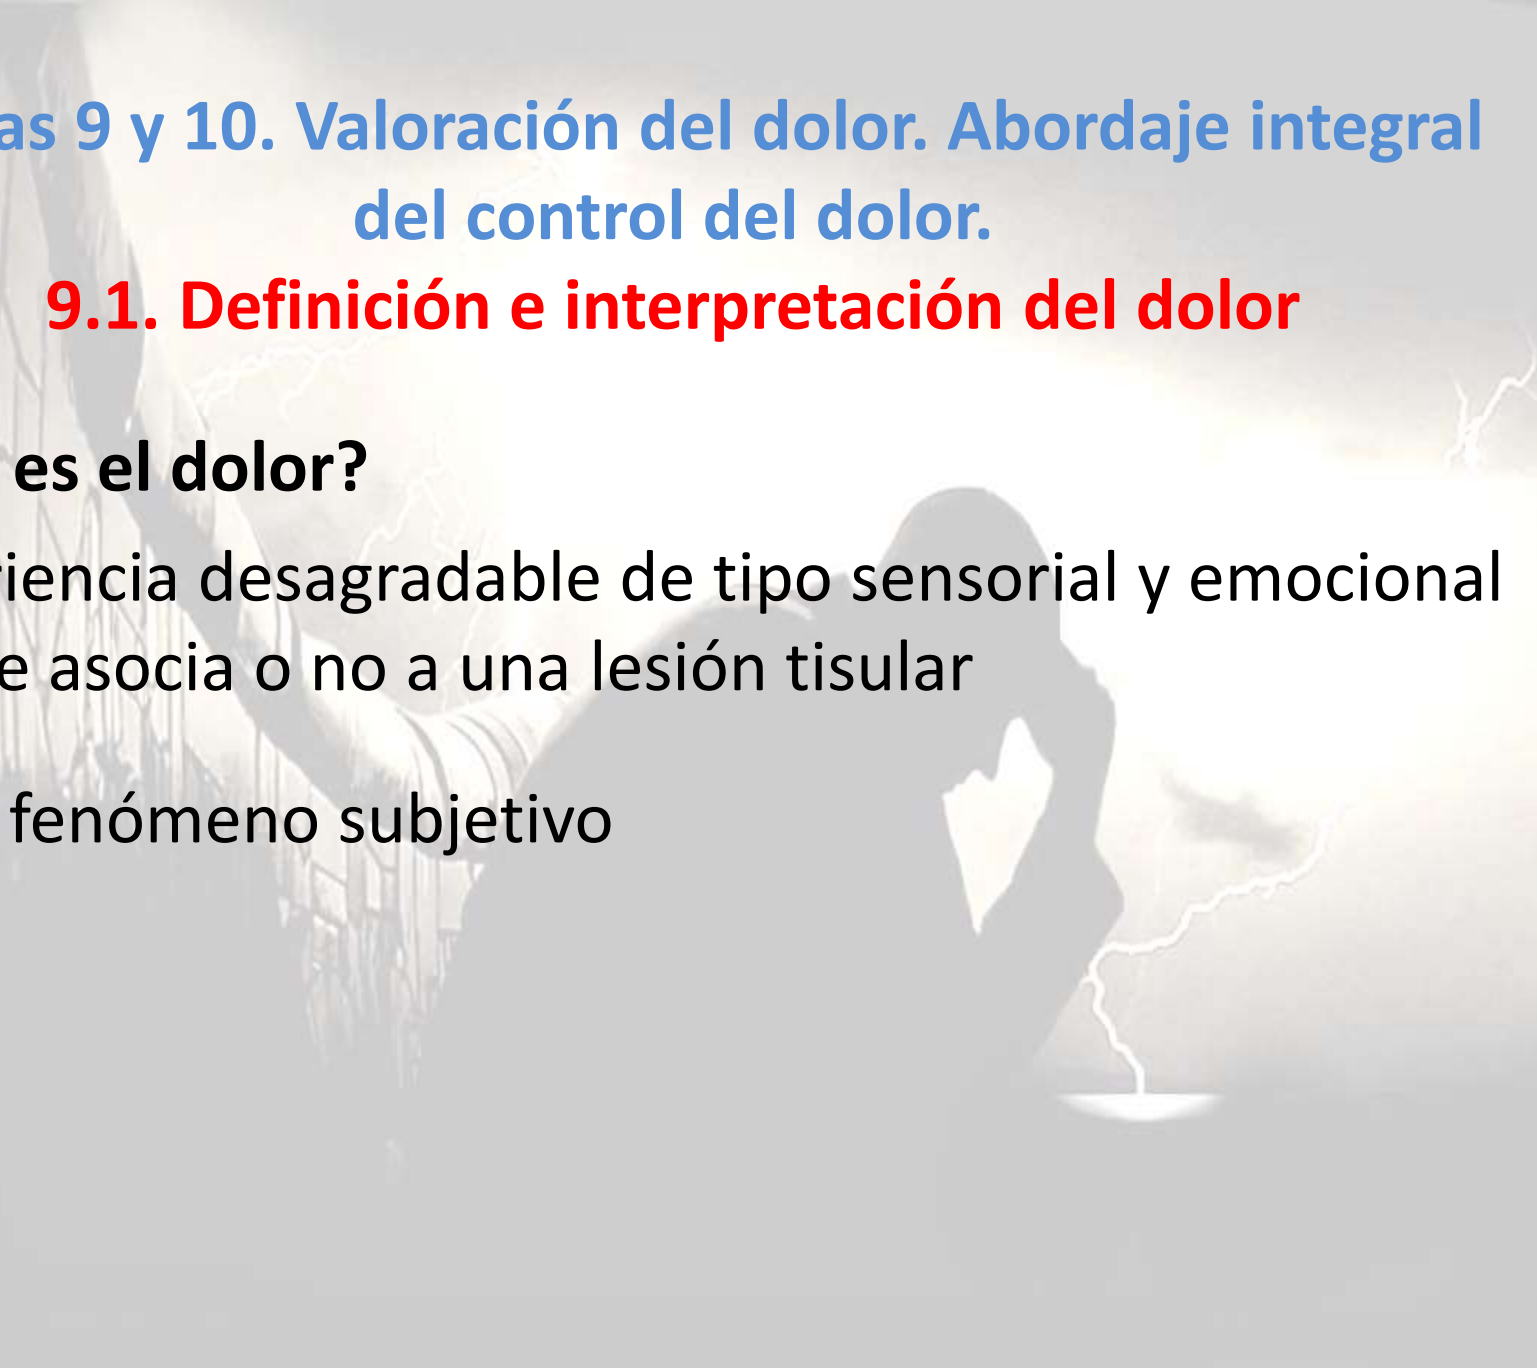 as 9 y 10. Valoración del dolor. Abordaje integral
del control del dolor.
9.1. Definición e interpretación del dolor
es el dolor?
riencia desagradable de tipo sensorial y emocional
e asocia o no a una lesión tisular
fenómeno subjetivo